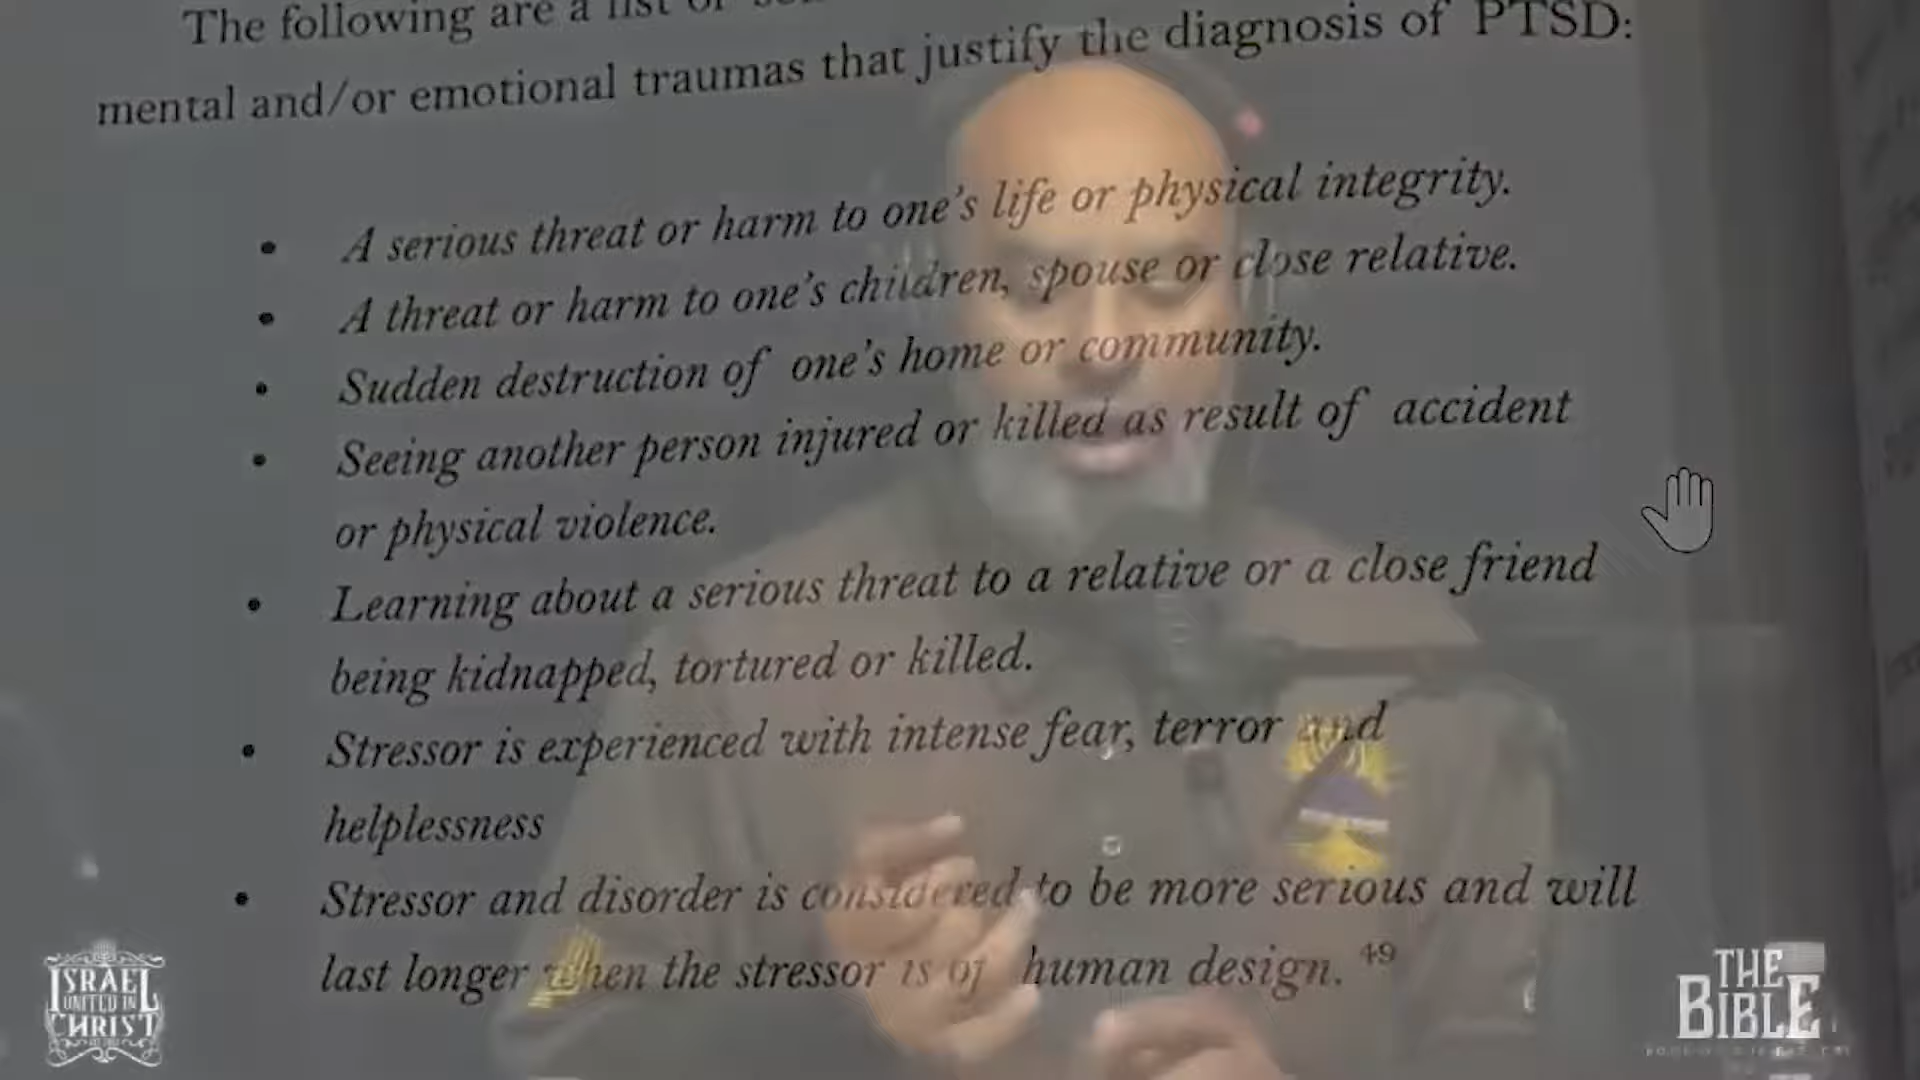 The following are a list of
mental and/or emotional traumas that justify the diagnosis of PTSD:
• A serious threat or harm to one's life or physical integrity.
• A threat or harm to one's children, spouse or close relative.
• Sudden destruction of one's home or community.
• Seeing another person injured or killed as result of accident
or physical violence.
• Learning about a serious threat to a relative or a close friend
being kidnapped, tortured or killed.
• Stressor is experienced with intense fear, terror and
helplessness
• Stressor and disorder is considered to be more serious and will
last longer when the stressor is of human design. 49
ISRAEL
UNITED IN
CHRIST
THE
BIBLE